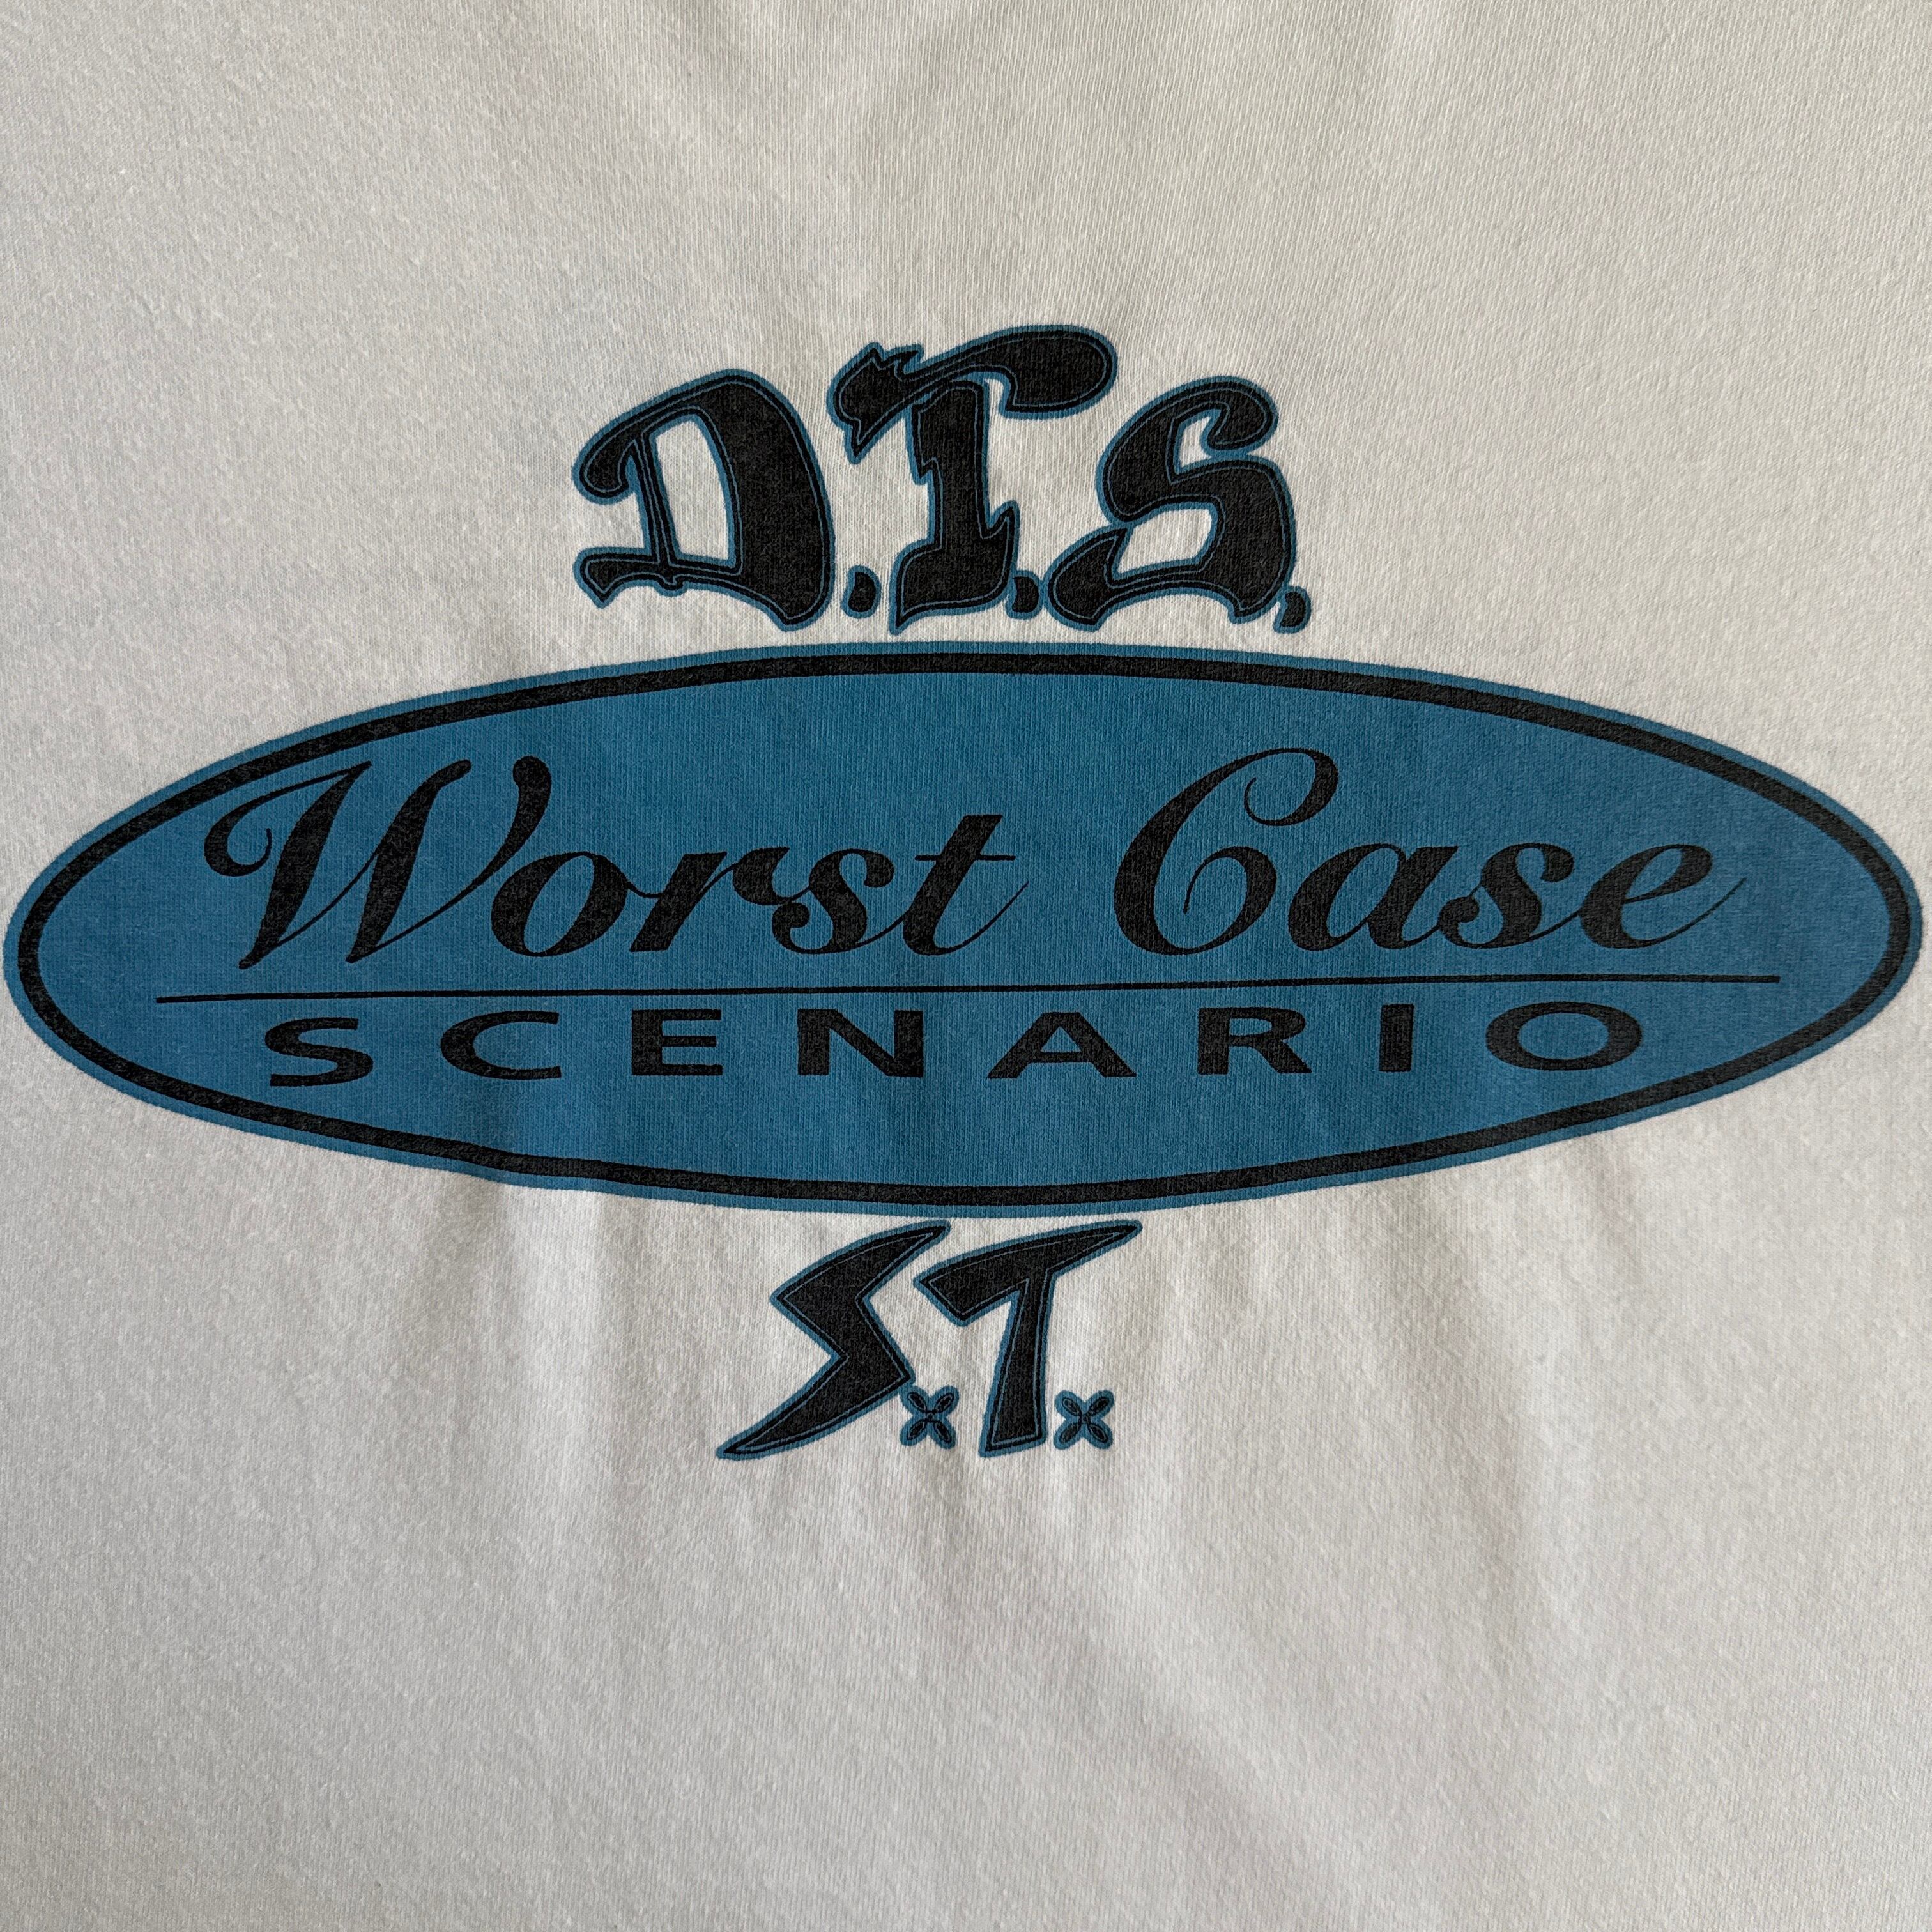 D.T.S.
Worst Case
SCENARIO
S.T.